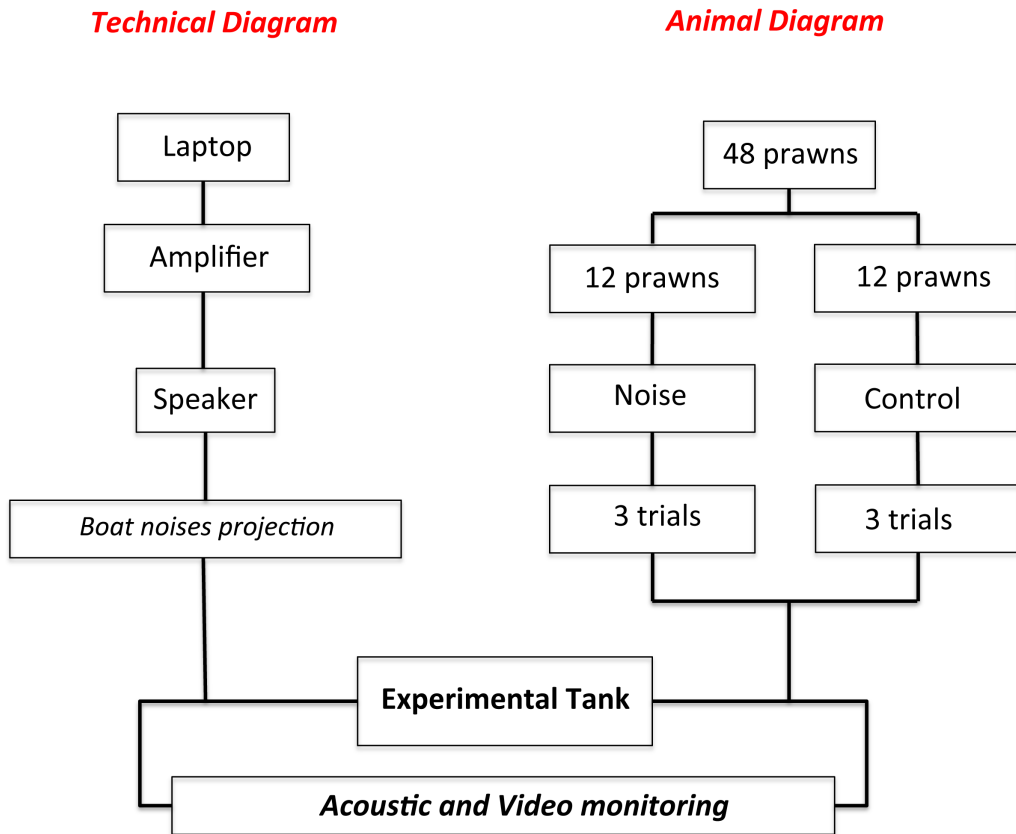 Technical Diagram
Laptop
Amplifier
Speaker
Boat noises projection
Animal Diagram
48 prawns
12 prawns
12 prawns
Noise
Control
3 trials
3 trials
Experimental Tank
Acoustic and Video monitoring